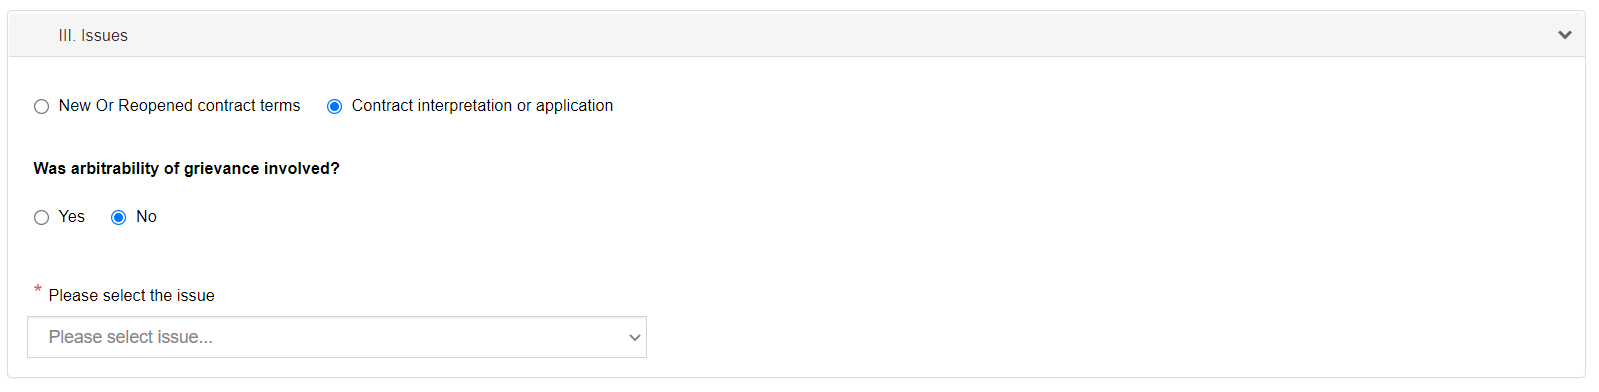 III. Issues
New Or Reopened contract terms Contract interpretation or application
Was arbitrability of grievance involved?
Yes No
* Please select the issue
Please select issue...